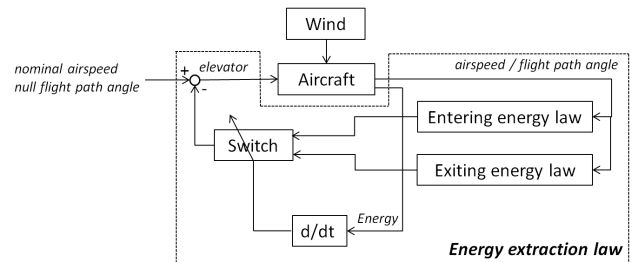 Wind
elevator
airspeed / flight path angle
nominal airspeed
null flight path angle
+
-
Aircraft
Entering energy law
Switch
Exiting energy law
Energy
d/dt
Energy extraction law